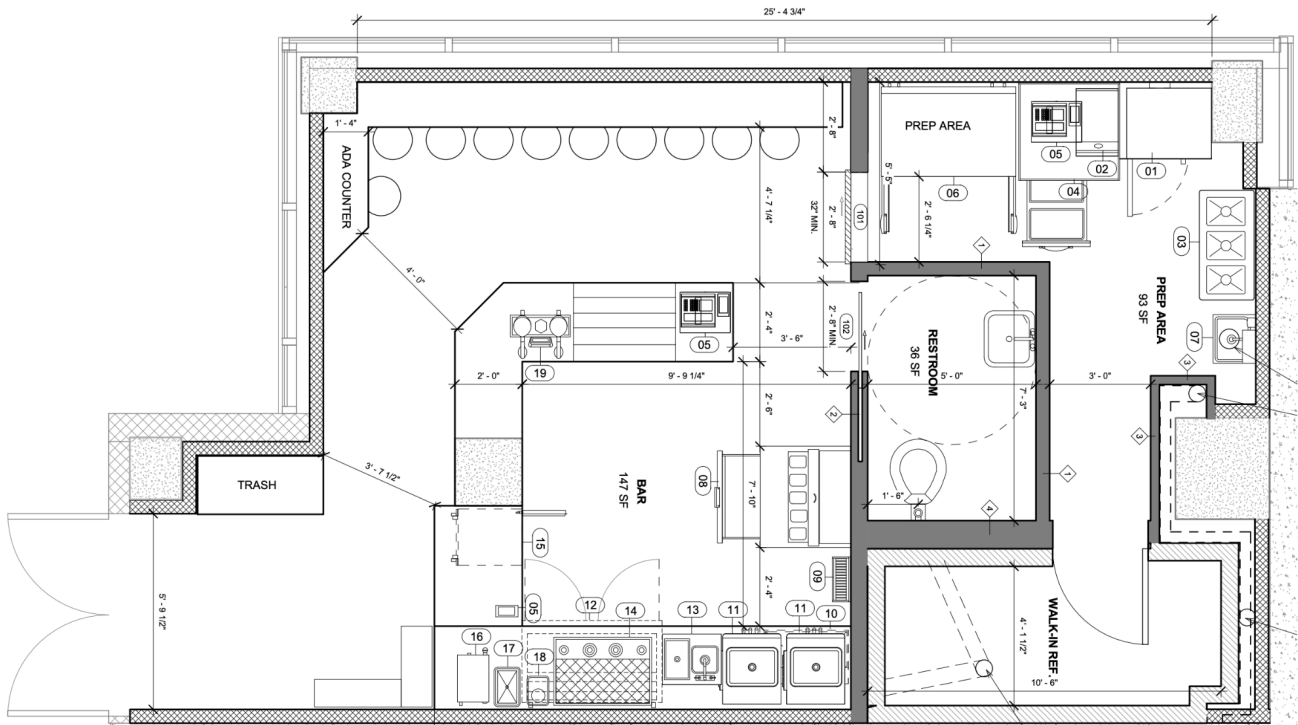 25' - 4 3/4"
1' - 4"
ADA COUNTER
2' - 8"
PREP AREA
05
02
01
5' - 5"
04
06
4' - 7 1/4"
32" MIN.
2' - 8"
101
2' - 6 1/4"
03
1
4' - 0"
PREP AREA
93 SF
2' - 4"
2' - 8" MIN.
102
05
3' - 6"
RESTROOM
36 SF
07
19
3
2' - 0"
9' - 9 1/4"
5' - 0"
7' - 3"
3' - 0"
2' - 6"
2
3
3' - 7 1/2"
TRASH
BAR
147 SF
08
7' - 10"
1' - 6"
1
4
15
09
2' - 4"
5' - 9 1/2"
05
12
14
13
11
11
10
16
17
18
WALK-IN REF.
4' - 1 1/2"
10' - 6"